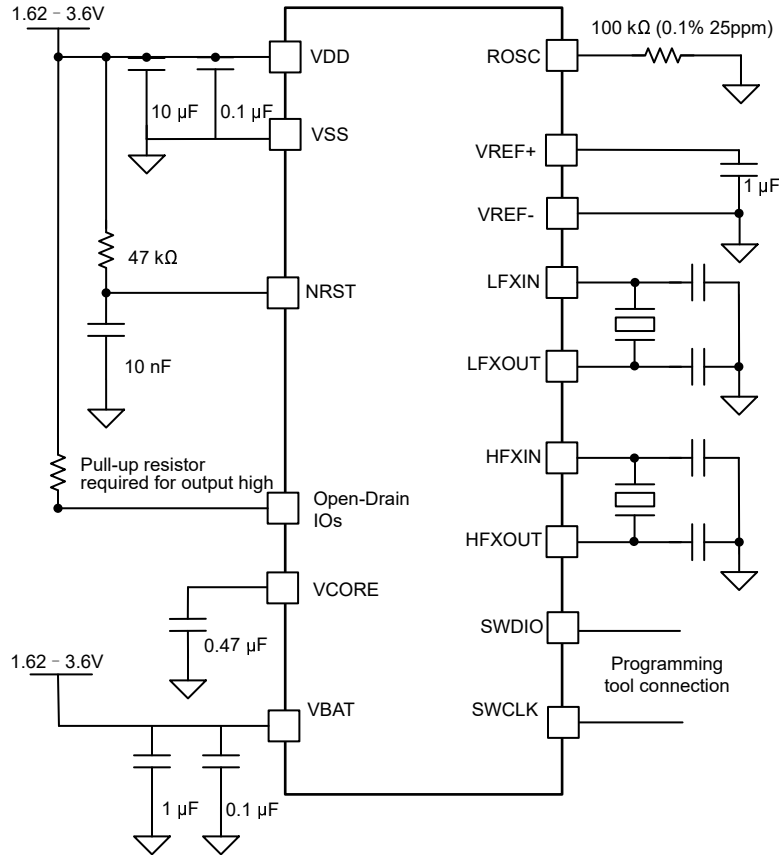 1.62 - 3.6V
VDD
10 µF
0.1 µF
VSS
47 kΩ
NRST
10 nF
Pull-up resistor
required for output high
Open-Drain
IOs
VCORE
0.47 µF
1.62 - 3.6V
VBAT
1 µF
0.1 µF
ROSC
100 kΩ (0.1% 25ppm)
VREF+
1 µF
VREF-
LFXIN
LFXOUT
HFXIN
HFXOUT
SWDIO
Programming
tool connection
SWCLK